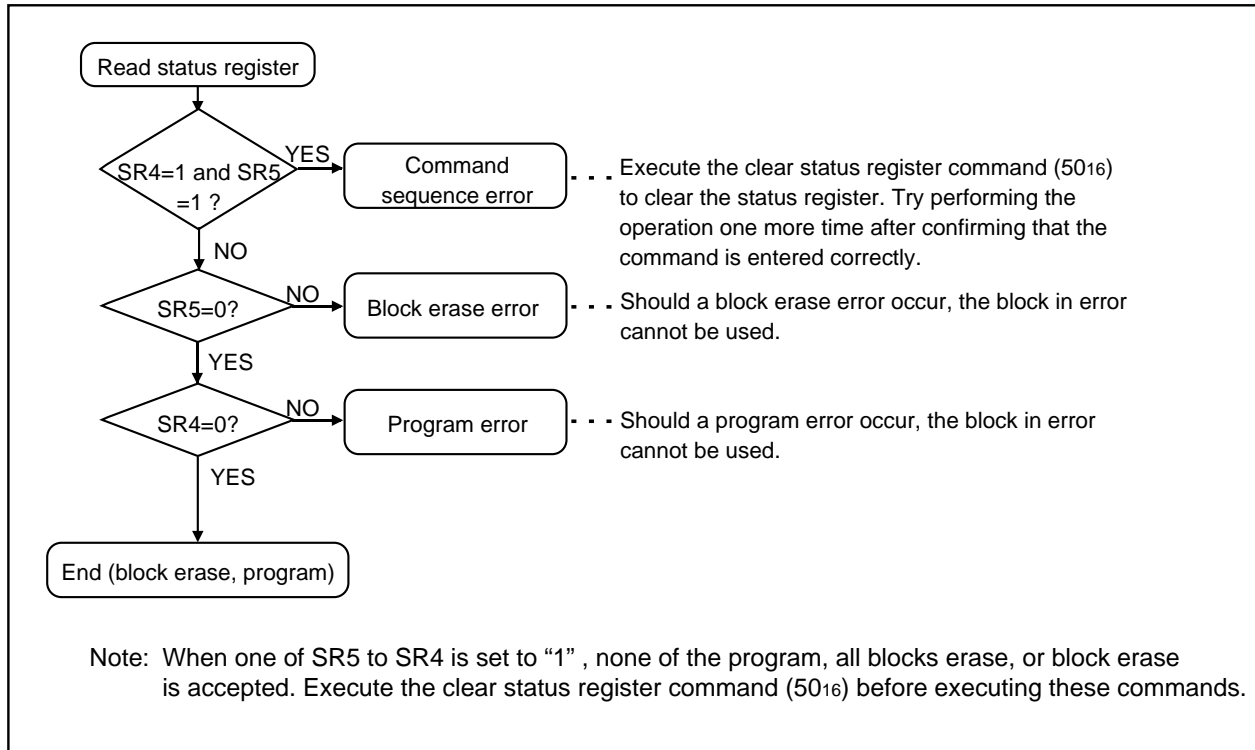 Read status register
SR4=1 and SR5
=1 ?
YES
Command
sequence error
Execute the clear status register command (5016)
to clear the status register. Try performing the
operation one more time after confirming that the
command is entered correctly.
NO
SR5=0?
NO
Block erase error
Should a block erase error occur, the block in error
cannot be used.
YES
SR4=0?
NO
Program error
Should a program error occur, the block in error
cannot be used.
YES
End (block erase, program)
Note: When one of SR5 to SR4 is set to “1” , none of the program, all blocks erase, or block erase
is accepted. Execute the clear status register command (5016) before executing these commands.